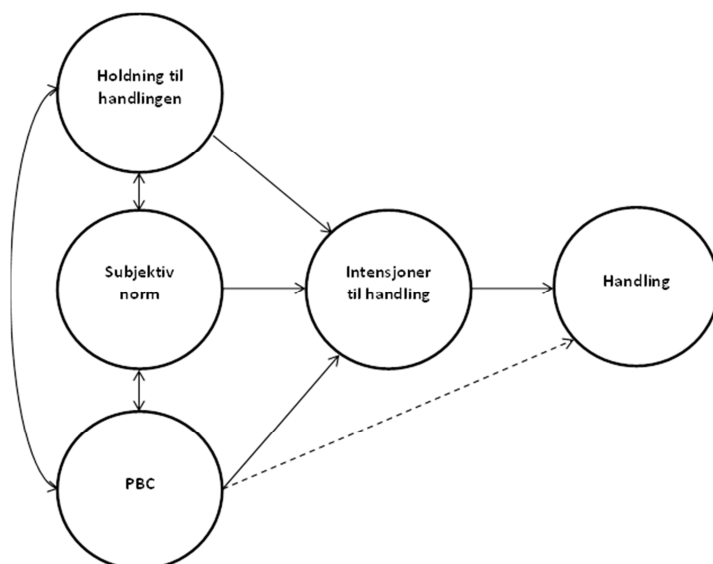 Holdning til
handlingen
Subjektiv
norm
Intensjoner
til handling
Handling
PBC